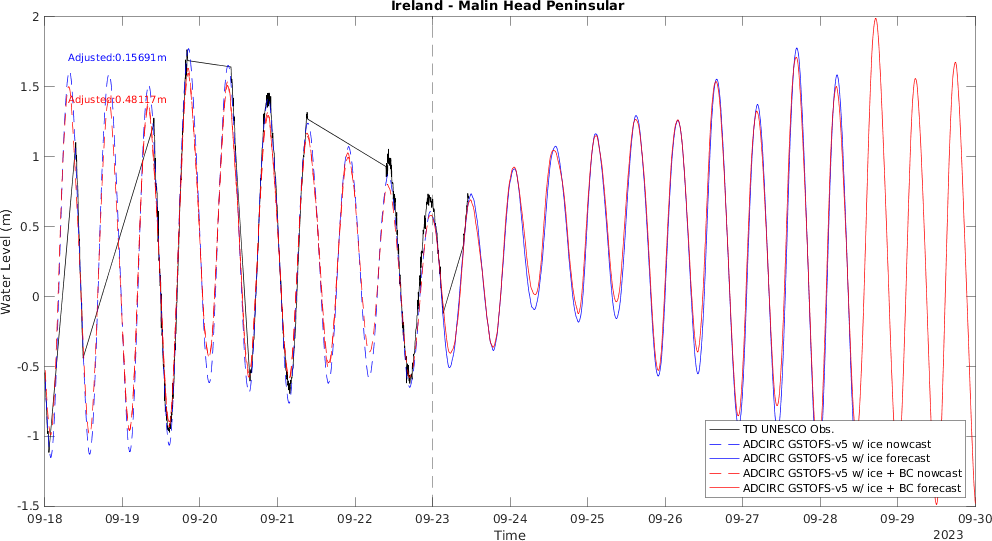 Ireland - Malin Head Peninsular
2
1.5
1
0.5
0
-0.5
-1
-1.5
Water Level (m)
Adjusted:0.15691m
Adjusted:0.48117m
TD UNESCO Obs.
ADCIRC GSTOFS-v5 w/ ice nowcast
ADCIRC GSTOFS-v5 w/ ice forecast
ADCIRC GSTOFS-v5 w/ ice + BC nowcast
ADCIRC GSTOFS-v5 w/ ice + BC forecast
09-18 09-19 09-20 09-21 09-22 09-23 09-24 09-25 09-26 09-27 09-28 09-29 09-30
Time
2023